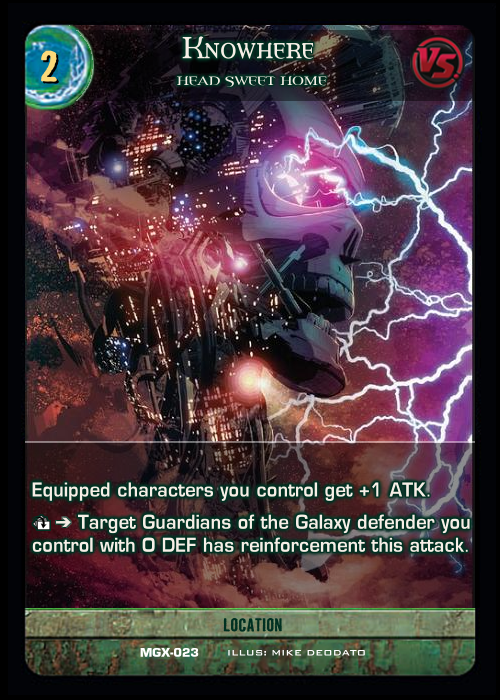 2
Knowhere
VS
HEAD SWEET HOME
Equipped characters you control get +1 ATK.
➔ Target Guardians of the Galaxy defender you
control with 0 DEF has reinforcement this attack.
LOCATION
MGX-023 ILLUS: MIKE DEODATO